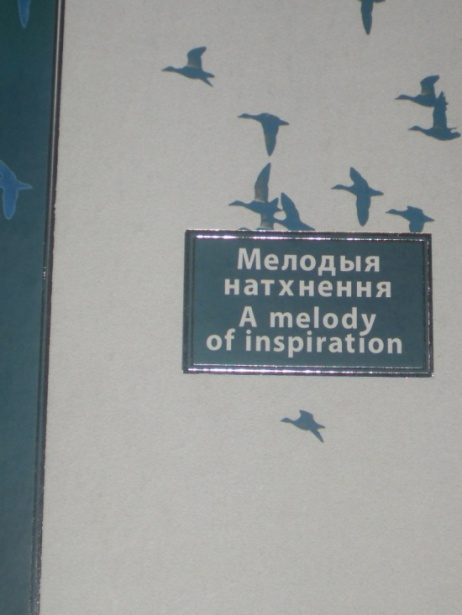 Мелодыя
натхнення
A melody
of inspiration